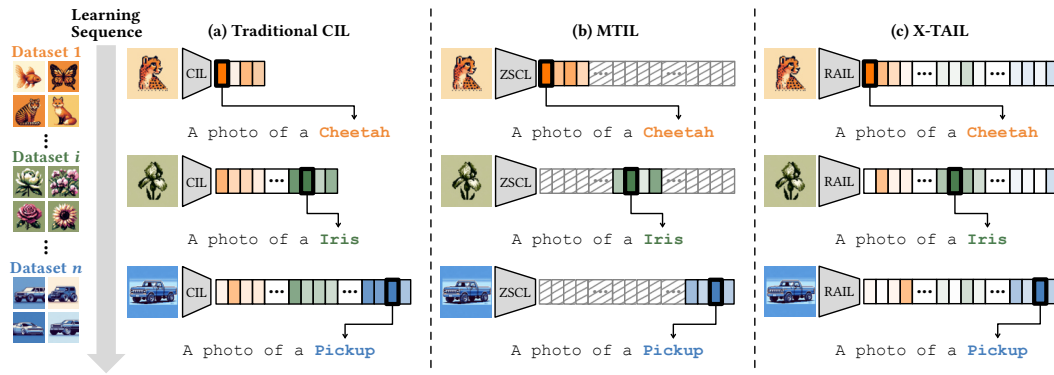 Learning
Sequence
(a) Traditional CIL
(b) MTIL
(c) X-TAIL
Dataset 1
CIL
ZSCL
RAIL
A photo of a Cheetah
A photo of a Cheetah
A photo of a Cheetah
Dataset i
CIL
ZSCL
RAIL
A photo of a Iris
A photo of a Iris
A photo of a Iris
Dataset n
CIL
ZSCL
RAIL
A photo of a Pickup
A photo of a Pickup
A photo of a Pickup